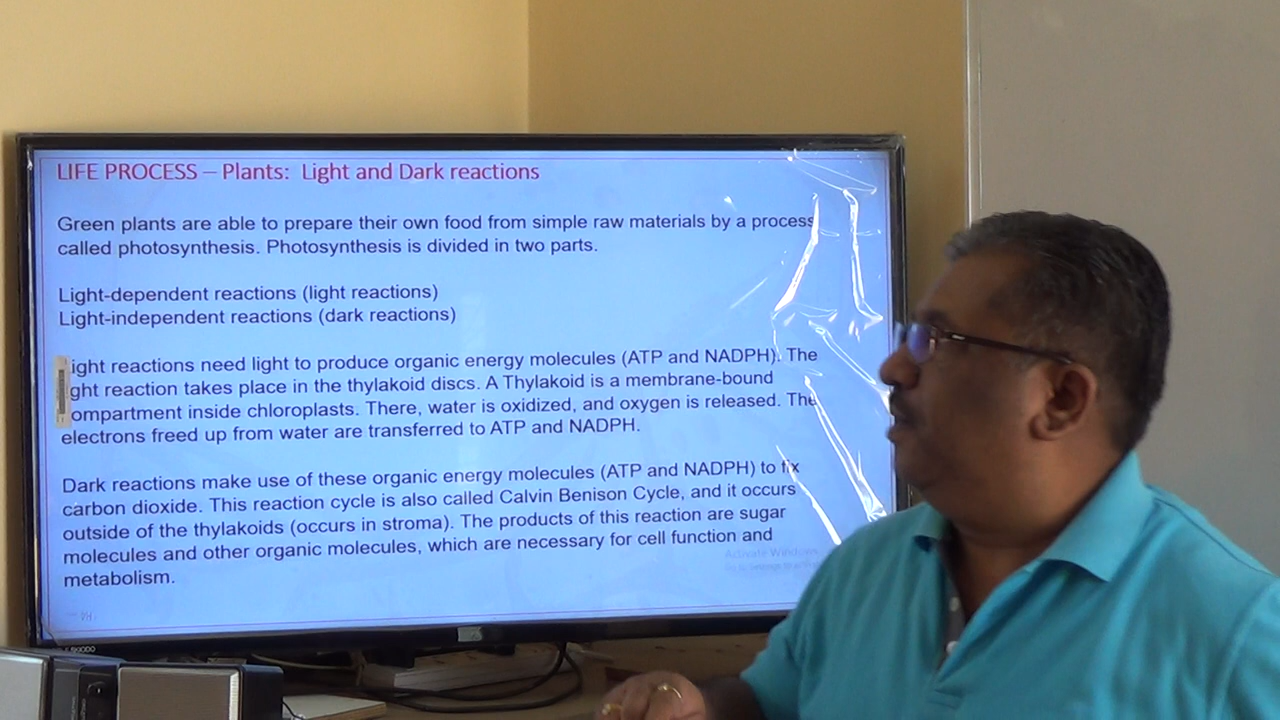 LIFE PROCESS – Plants: Light and Dark reactions
Green plants are able to prepare their own food from simple raw materials by a process
called photosynthesis. Photosynthesis is divided in two parts.
Light-dependent reactions (light reactions)
Light-independent reactions (dark reactions)
ight reactions need light to produce organic energy molecules (ATP and NADPH). The
ght reaction takes place in the thylakoid discs. A Thylakoid is a membrane-bound
ompartment inside chloroplasts. There, water is oxidized, and oxygen is released. The
electrons freed up from water are transferred to ATP and NADPH.
Dark reactions make use of these organic energy molecules (ATP and NADPH) to fix
carbon dioxide. This reaction cycle is also called Calvin Benison Cycle, and it occurs
outside of the thylakoids (occurs in stroma). The products of this reaction are sugar
molecules and other organic molecules, which are necessary for cell function and
metabolism.
Activate Windows